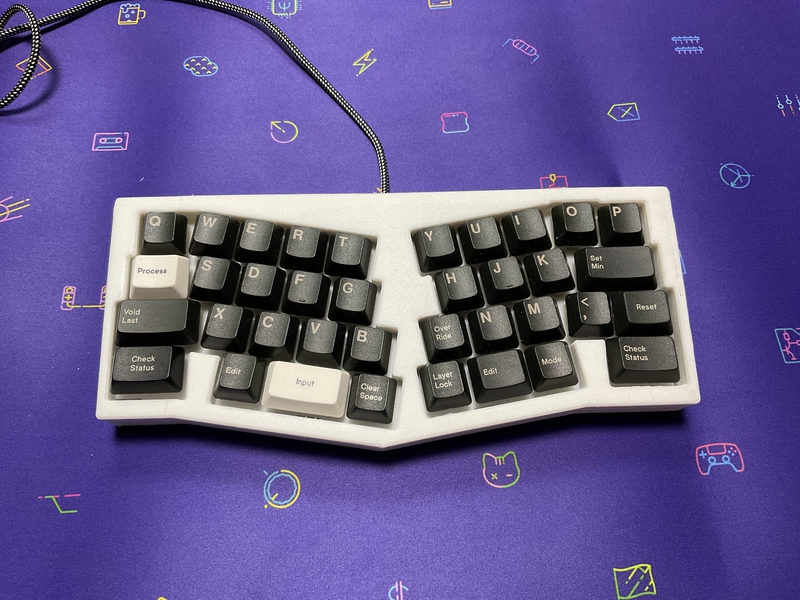 Q W E R T Y U I O P
Process S D F G H J K Set
Min
Void
Last X C V B Over
Ride N M < , Reset
Check
Status Edit Input Clear
Space Layer
Lock Edit Mode Check
Status